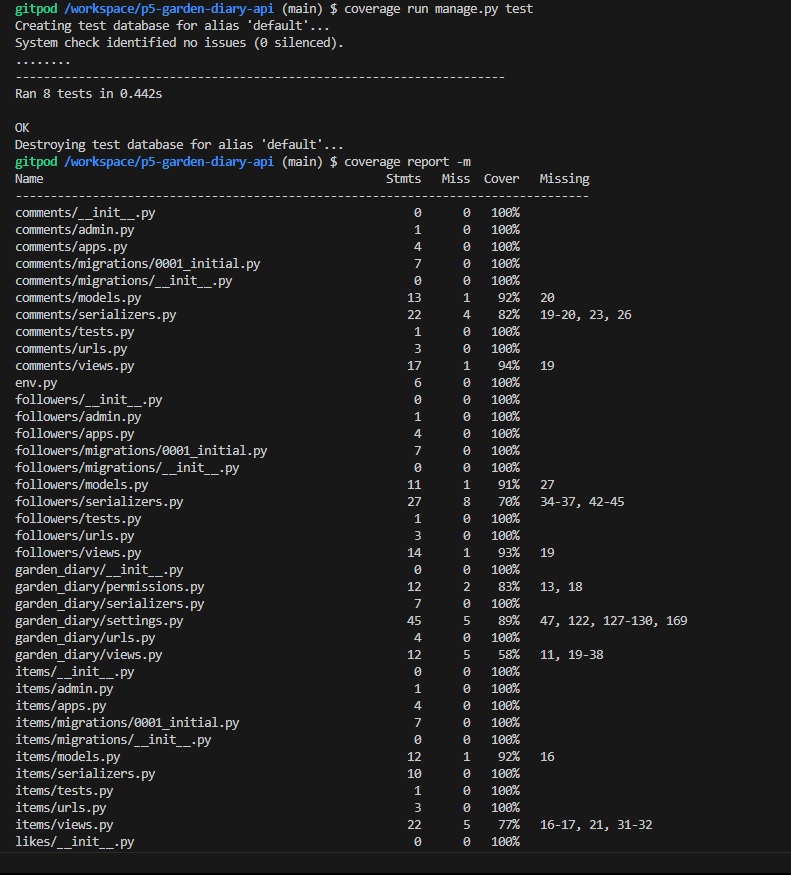 gitpod /workspace/p5-garden-diary-api (main) $ coverage run manage.py test
Creating test database for alias 'default'...
System check identified no issues (0 silenced).
........
----------------------------------------------------------------------
Ran 8 tests in 0.442s

OK
Destroying test database for alias 'default'...
gitpod /workspace/p5-garden-diary-api (main) $ coverage report -m
Name                                  Stmts   Miss  Cover   Missing
----------------------------------------------------------------------------------
comments/__init__.py                      0      0   100%
comments/admin.py                         1      0   100%
comments/apps.py                          4      0   100%
comments/migrations/0001_initial.py       7      0   100%
comments/migrations/__init__.py           0      0   100%
comments/models.py                       13      1    92%   20
comments/serializers.py                  22      4    82%   19-20, 23, 26
comments/tests.py                         1      0   100%
comments/urls.py                          3      0   100%
comments/views.py                        17      1    94%   19
env.py                                    6      0   100%
followers/__init__.py                     0      0   100%
followers/admin.py                        1      0   100%
followers/apps.py                         4      0   100%
followers/migrations/0001_initial.py      7      0   100%
followers/migrations/__init__.py          0      0   100%
followers/models.py                      11      1    91%   27
followers/serializers.py                 27      8    70%   34-37, 42-45
followers/tests.py                        1      0   100%
followers/urls.py                         3      0   100%
followers/views.py                       14      1    93%   19
garden_diary/__init__.py                  0      0   100%
garden_diary/permissions.py              12      2    83%   13, 18
garden_diary/serializers.py               7      0   100%
garden_diary/settings.py                 45      5    89%   47, 122, 127-130, 169
garden_diary/urls.py                      4      0   100%
garden_diary/views.py                    12      5    58%   11, 19-38
items/__init__.py                         0      0   100%
items/admin.py                            1      0   100%
items/apps.py                             4      0   100%
items/migrations/0001_initial.py          7      0   100%
items/migrations/__init__.py              0      0   100%
items/models.py                          12      1    92%   16
items/serializers.py                     10      0   100%
items/tests.py                            1      0   100%
items/urls.py                             3      0   100%
items/views.py                           22      5    77%   16-17, 21, 31-32
likes/__init__.py                         0      0   100%